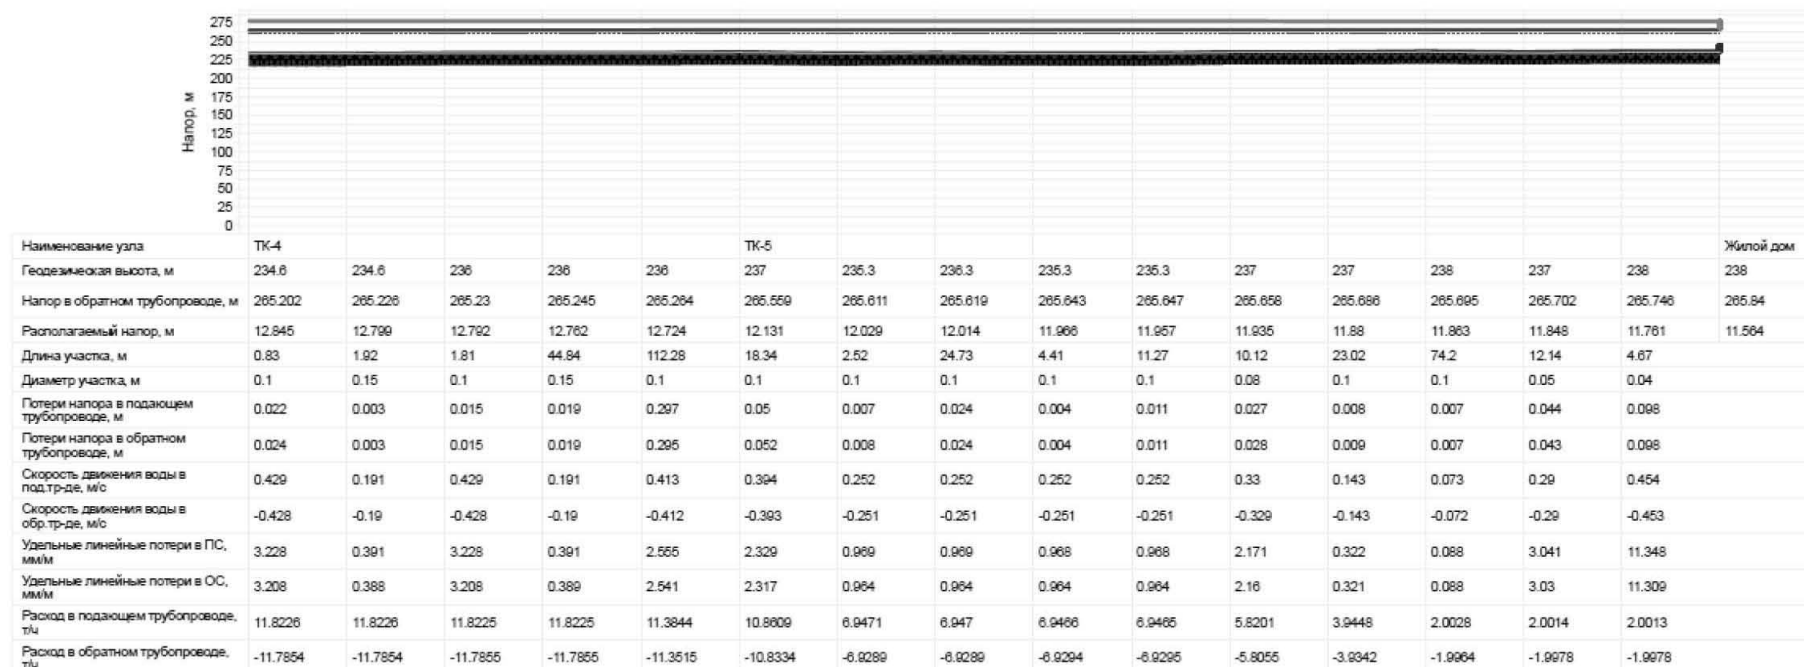 275
250
225
200
175
150
125
100
75
50
25
0
Напор, м
Наименование узла ТК-4 ТК-5 Жилой дом
Геодезическая высота, м 234.6 234.6 236 236 236 237 235.3 236.3 235.3 235.3 237 237 238 237 238 238
Напор в обратном трубопроводе, м 265.202 265.226 265.23 265.245 265.264 265.559 265.611 265.619 265.643 265.647 265.658 265.686 265.695 265.702 265.746 265.84
Располагаемый напор, м 12.845 12.799 12.792 12.762 12.724 12.131 12.029 12.014 11.966 11.957 11.935 11.88 11.863 11.848 11.761 11.564
Длина участка, м 0.83 1.92 1.81 44.84 112.28 18.34 2.52 24.73 4.41 11.27 10.12 23.02 74.2 12.14 4.67
Диаметр участка, м 0.1 0.15 0.1 0.15 0.1 0.1 0.1 0.1 0.1 0.1 0.08 0.1 0.1 0.05 0.04
Потери напора в подающем
трубопроводе, м 0.022 0.003 0.015 0.019 0.297 0.05 0.007 0.024 0.004 0.011 0.027 0.008 0.007 0.044 0.098
Потери напора в обратном
трубопроводе, м 0.024 0.003 0.015 0.019 0.295 0.052 0.008 0.024 0.004 0.011 0.028 0.009 0.007 0.043 0.098
Скорость движения воды в
под.тр-де, м/с 0.429 0.191 0.429 0.191 0.413 0.394 0.252 0.252 0.252 0.252 0.33 0.143 0.073 0.29 0.454
Скорость движения воды в
обр.тр-де, м/с -0.428 -0.19 -0.428 -0.19 -0.412 -0.393 -0.251 -0.251 -0.251 -0.251 -0.329 -0.143 -0.072 -0.29 -0.453
Удельные линейные потери в ПС,
мм/м 3.228 0.391 3.228 0.391 2.555 2.329 0.969 0.969 0.968 0.968 2.171 0.322 0.088 3.041 11.348
Удельные линейные потери в ОС,
мм/м 3.208 0.388 3.208 0.389 2.541 2.317 0.964 0.964 0.964 0.964 2.16 0.321 0.088 3.03 11.309
Расход в подающем трубопроводе,
т/ч 11.8226 11.8226 11.8225 11.8225 11.3844 10.8609 6.9471 6.947 6.9466 6.9465 5.8201 3.9448 2.0028 2.0014 2.0013
Расход в обратном трубопроводе,
т/ч -11.7854 -11.7854 -11.7855 -11.7855 -11.3515 -10.8334 -6.9289 -6.9289 -6.9294 -6.9295 -5.8055 -3.9342 -1.9964 -1.9978 -1.9978